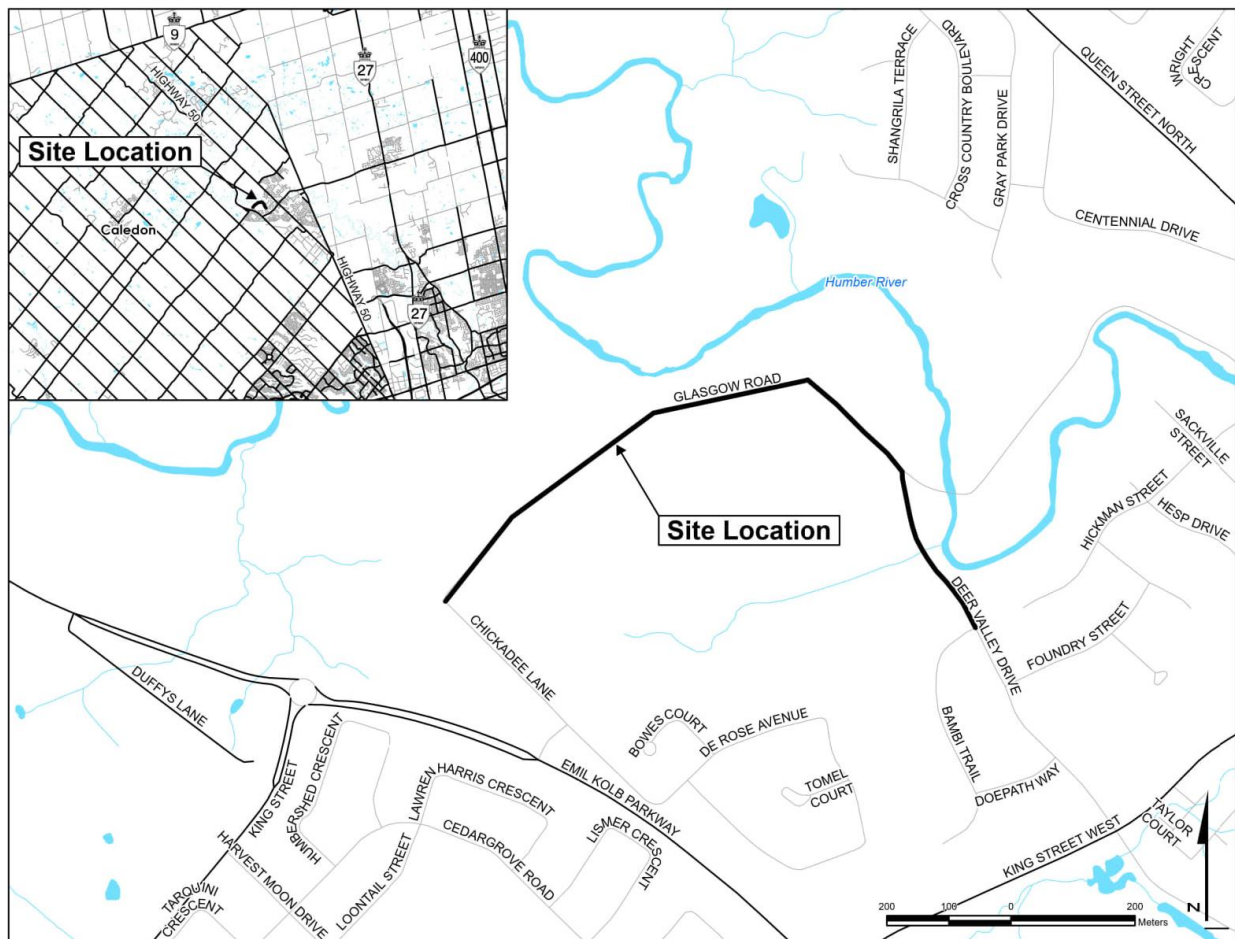 9
HIGHWAY 50
27
400
Site Location
Caledon
HIGHWAY 50
27
SHANGRILA TERRACE
CROSS COUNTRY BOULEVARD
GRAY PARK DRIVE
QUEEN STREET NORTH
WRIGHT
CRESCENT
CENTENNIAL DRIVE
Humber River
GLASGOW ROAD
Site Location
SACKVILLE
STREET
HICKMAN STREET
HESP DRIVE
DEER VALLEY DRIVE
FOUNDRY STREET
CHICKADEE LANE
DUFFYS LANE
BOWES COURT
DE ROSE AVENUE
BAMBI TRAIL
TOMEL
COURT
DOEPATH WAY
EMIL KOLB PARKWAY
KING STREET
HUMBERSHED CRESCENT
LAWREN
HARRIS CRESCENT
LISMER CRESCENT
CEDARGROVE ROAD
LOONTAIL STREET
HARVEST MOON DRIVE
TARQUINI
CRESCENT
KING STREET WEST
TAYLOR
COURT
N
200 100 0 200
Meters